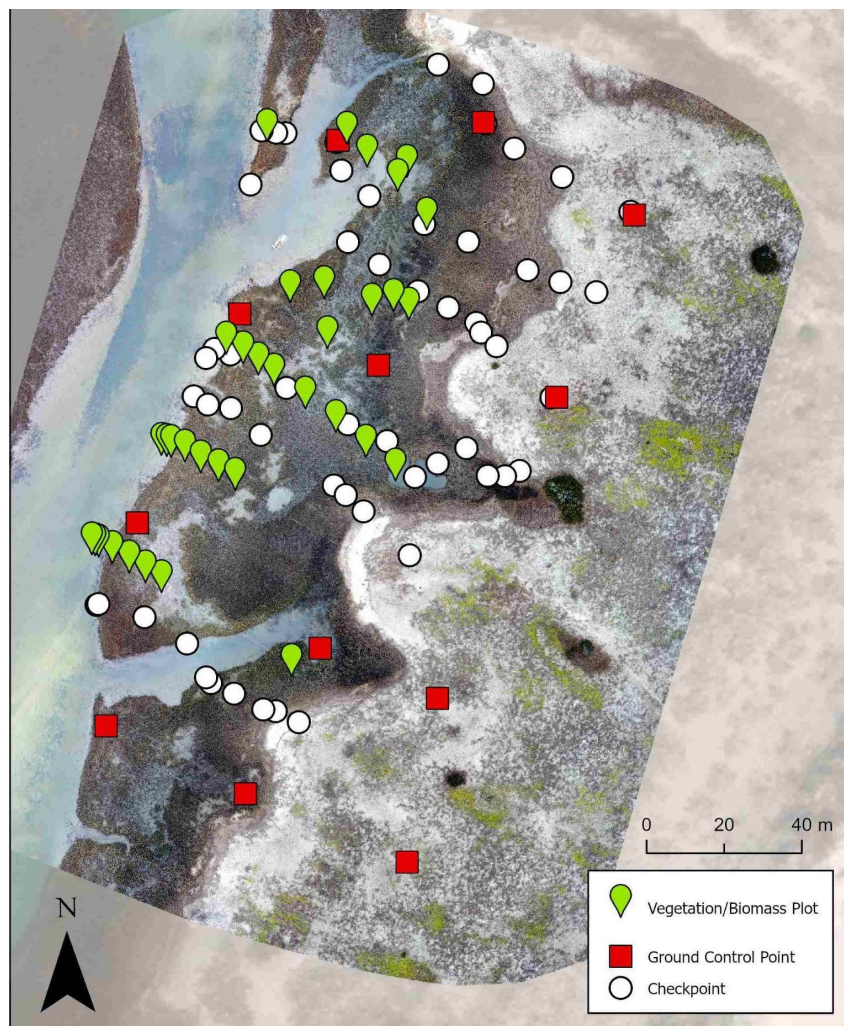 0 20 40 m
Vegetation/Biomass Plot
N
Ground Control Point
Checkpoint